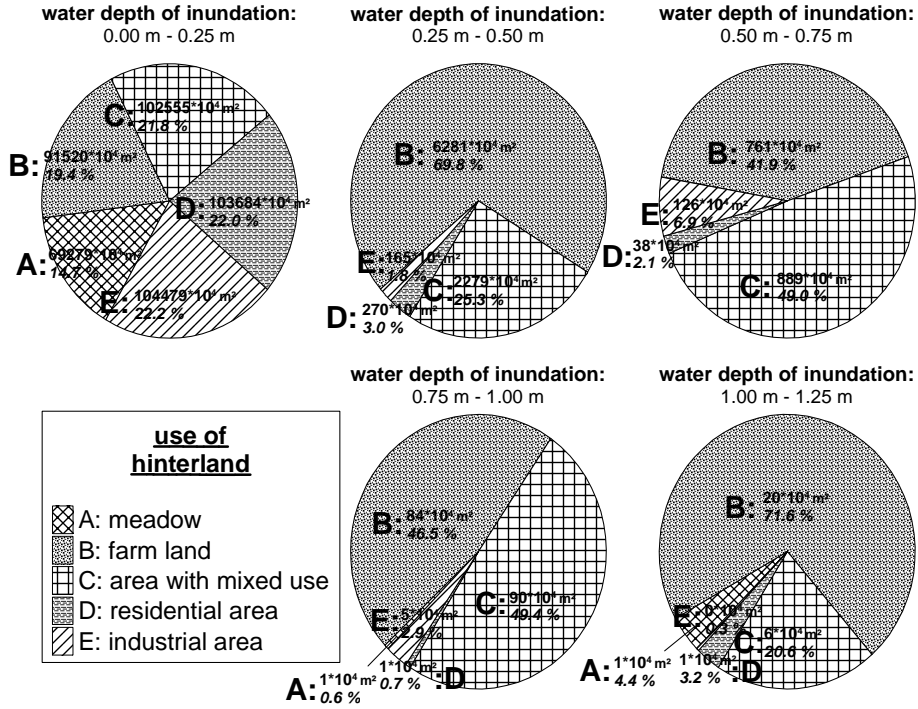 water depth of inundation:
0.00 m - 0.25 m
C: 102555*10⁴ m²
21.8 %
B: 91520*10⁴ m²
19.4 %
D: 103684*10⁴ m²
22.0 %
A: 69279*10⁴ m²
14.7 %
E: 104479*10⁴ m²
22.2 %
water depth of inundation:
0.25 m - 0.50 m
B: 6281*10⁴ m²
69.8 %
E: 165*10⁴ m²
1.8 %
C: 2279*10⁴ m²
25.3 %
D: 270*10⁴ m²
3.0 %
water depth of inundation:
0.50 m - 0.75 m
B: 761*10⁴ m²
41.9 %
E: 126*10⁴ m²
6.9 %
D: 38*10⁴ m²
2.1 %
C: 889*10⁴ m²
49.0 %
use of
hinterland
A: meadow
B: farm land
C: area with mixed use
D: residential area
E: industrial area
water depth of inundation:
0.75 m - 1.00 m
B: 84*10⁴ m²
46.5 %
C: 90*10⁴ m²
49.4 %
E: 5*10⁴ m²
2.9 %
A: 1*10⁴ m²
0.6 %
1*10⁴ m² :D
0.7 %
water depth of inundation:
1.00 m - 1.25 m
B: 20*10⁴ m²
71.6 %
E: 0*10⁴ m²
0.3 %
C: 6*10⁴ m²
20.6 %
A: 1*10⁴ m²
4.4 %
1*10⁴ m² :D
3.2 %